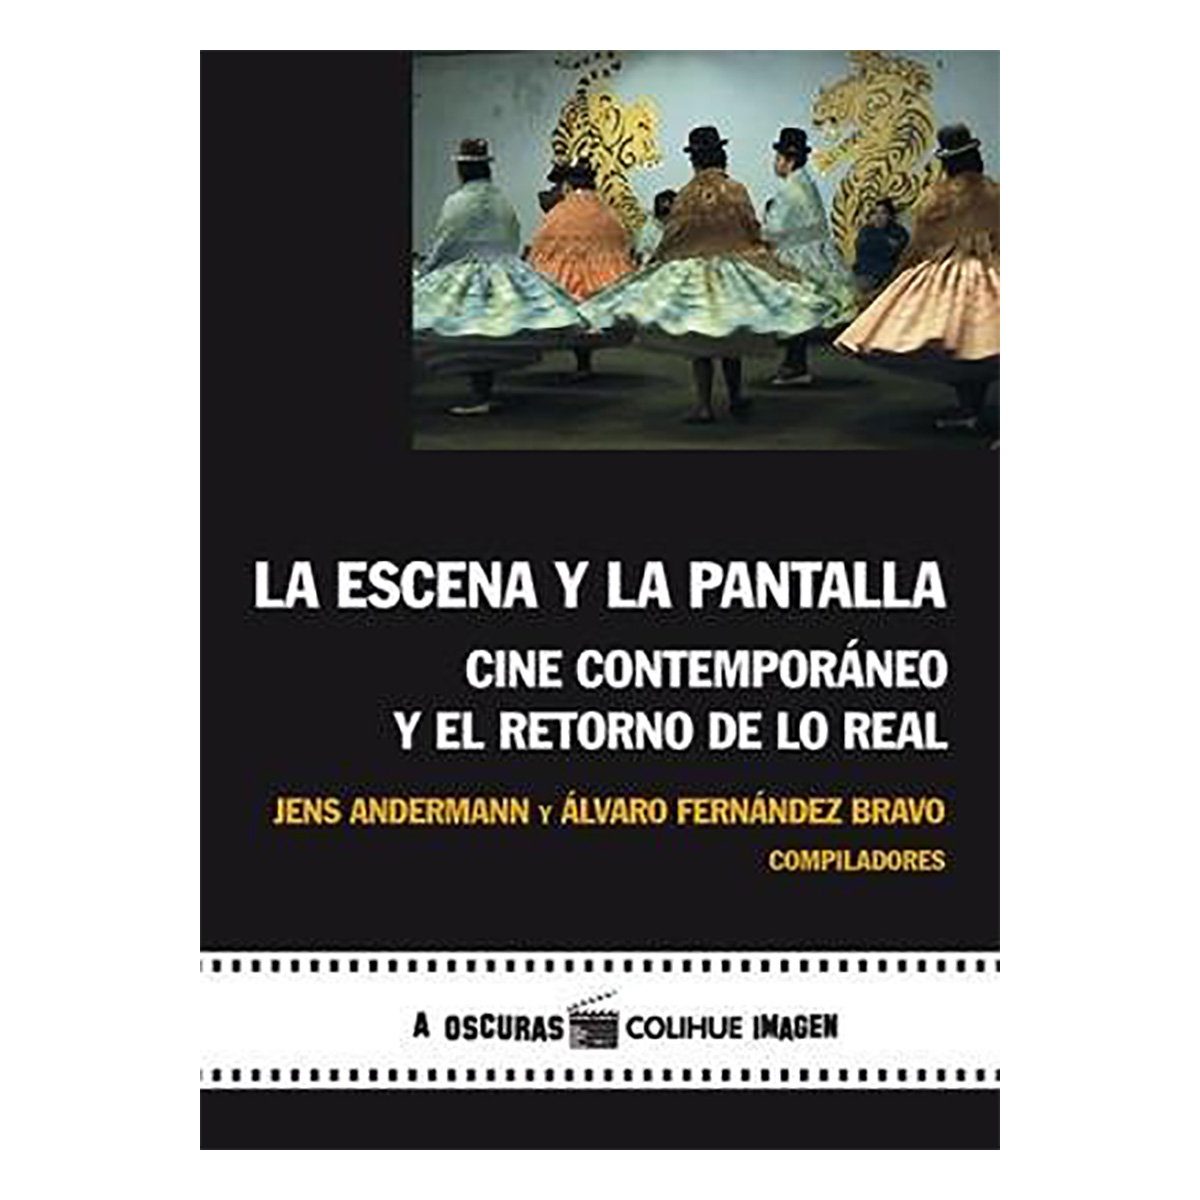 LA ESCENA Y LA PANTALLA
CINE CONTEMPORÁNEO
Y EL RETORNO DE LO REAL
JENS ANDERMANN Y ÁLVARO FERNÁNDEZ BRAVO
COMPILADORES
A OSCURAS COLIHUE IMAGEN